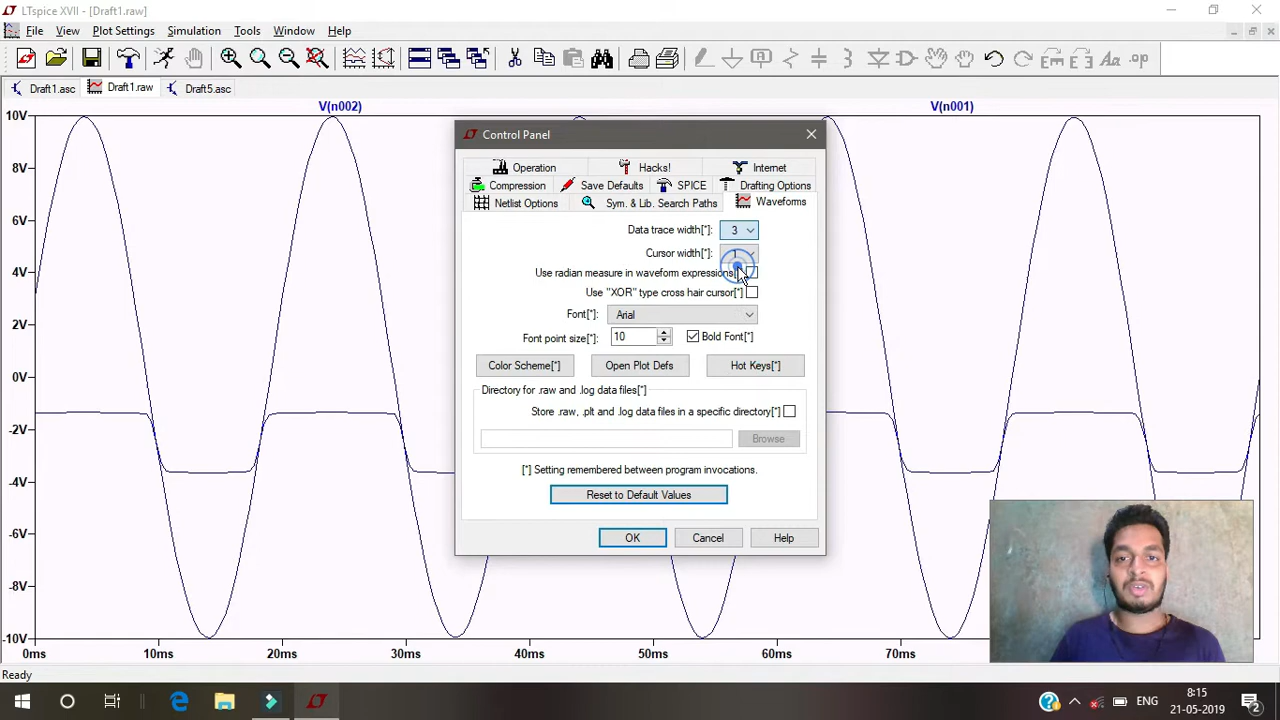 LTspice XVII - [Draft1.raw]
File View Plot Settings Simulation Tools Window Help
Draft1.asc Draft1.raw Draft5.asc
V(n002) V(n001)
10V
8V
6V
4V
2V
0V
-2V
-4V
-6V
-8V
-10V
0ms 10ms 20ms 30ms 40ms 50ms 60ms 70ms
Control Panel
Operation Hacks! Internet
Compression Save Defaults SPICE Drafting Options
Netlist Options Sym. & Lib. Search Paths Waveforms
Data trace width[*]: 3
Cursor width[*]: 1
Use radian measure in waveform expressions
Use "XOR" type cross hair cursor[*]
Font[*]: Arial
Font point size[*]: 10 Bold Font[*]
Color Scheme[*] Open Plot Defs Hot Keys[*]
Directory for .raw and .log data files[*]
Store .raw, .plt and .log data files in a specific directory[*]
Browse
[*] Setting remembered between program invocations.
Reset to Default Values
OK Cancel Help
Ready
ENG
8:15
21-05-2019
2